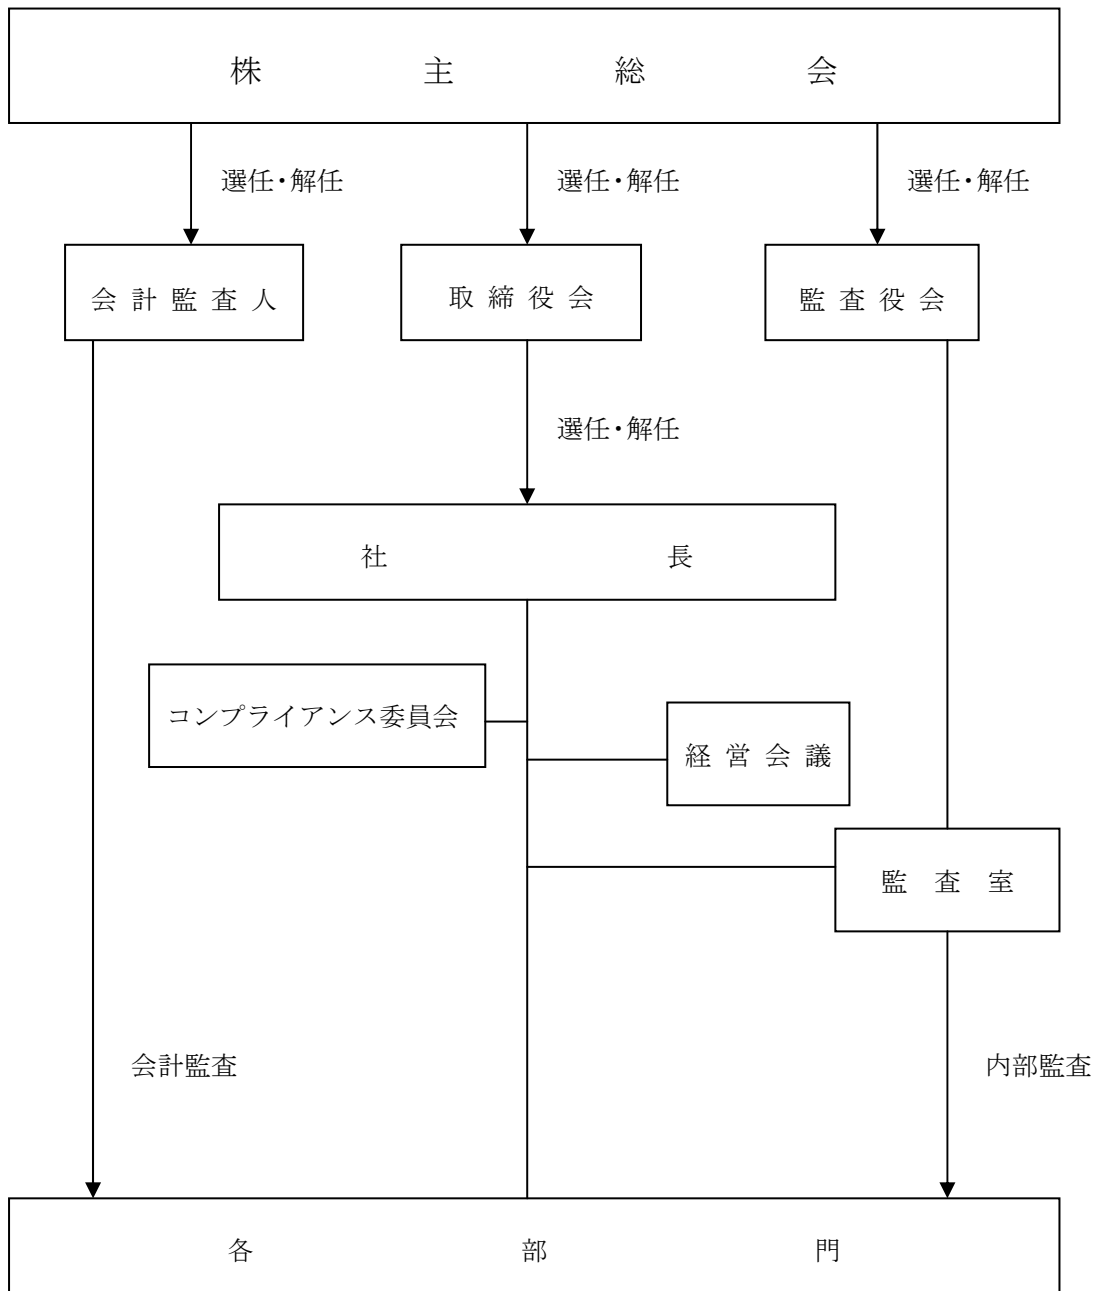 株主総会
選任・解任
選任・解任
選任・解任
会計監査人
取締役会
監査役会
選任・解任
社長
コンプライアンス委員会
経営会議
監査室
会計監査
内部監査
各部門